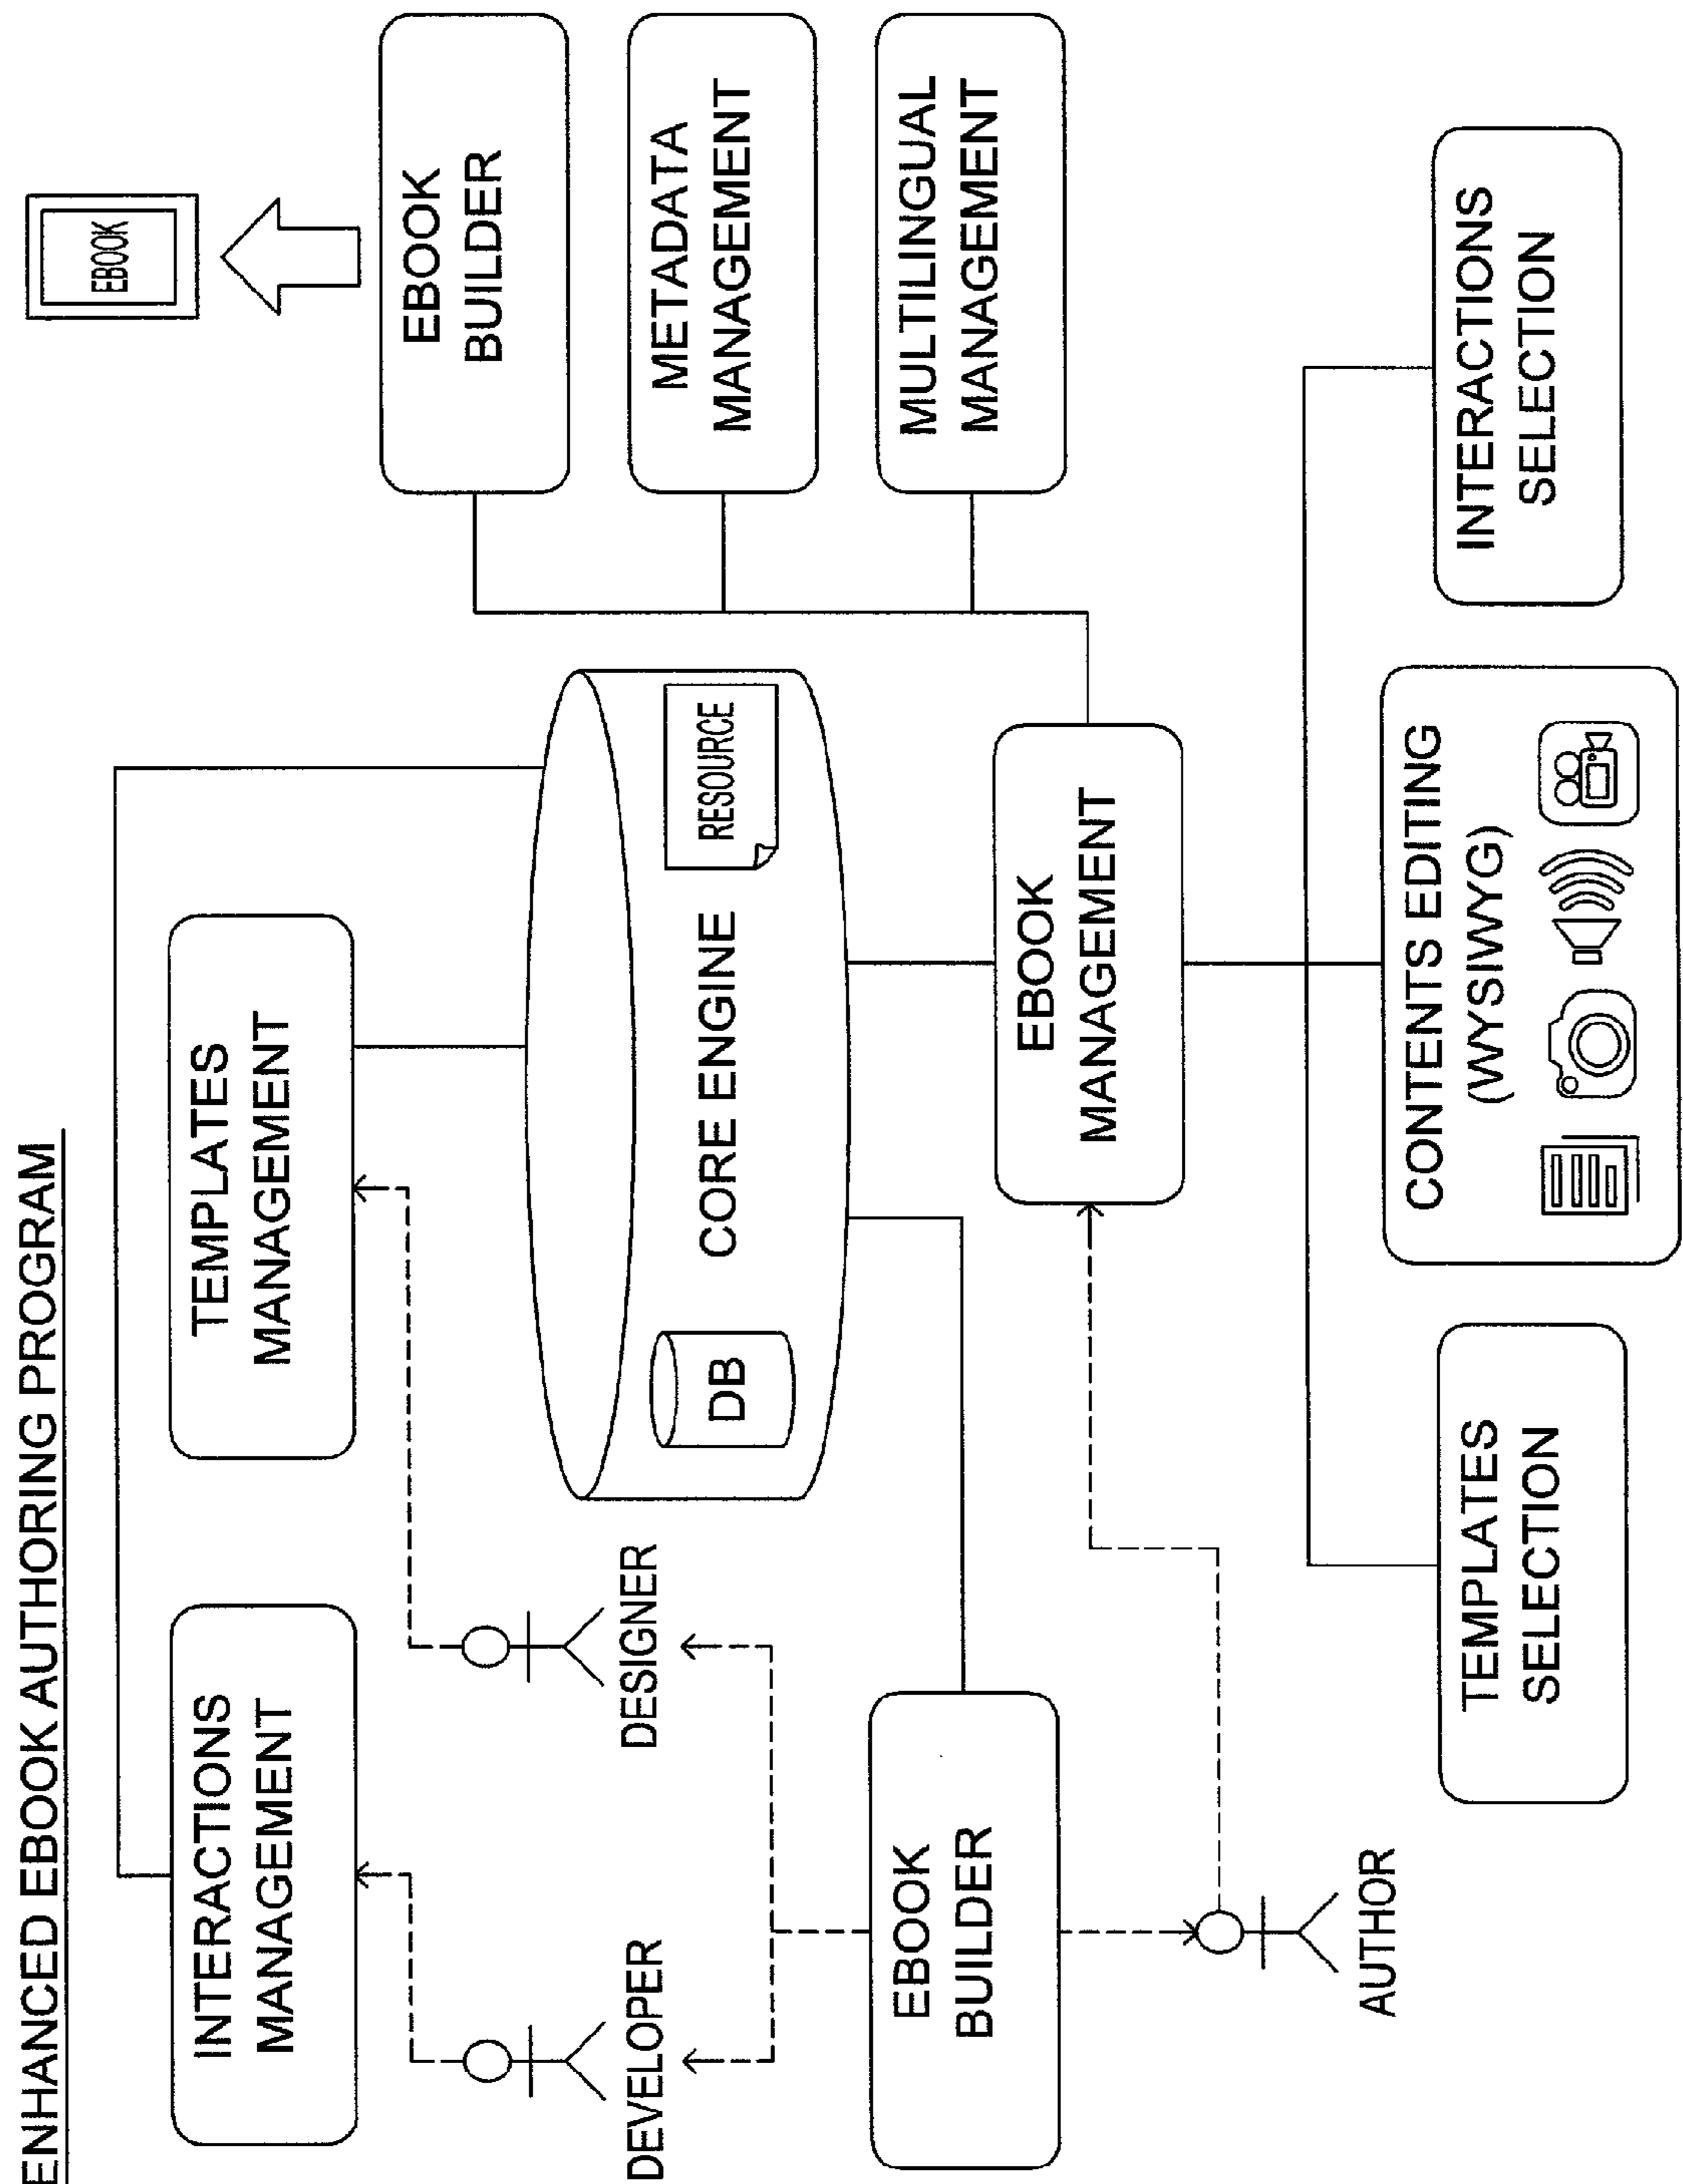 ENHANCED EBOOK AUTHORING PROGRAM
INTERACTIONS
MANAGEMENT
TEMPLATES
MANAGEMENT
EBOOK
DEVELOPER
DESIGNER
DB
CORE ENGINE
RESOURCE
EBOOK
BUILDER
METADATA
MANAGEMENT
MULTILINGUAL
MANAGEMENT
EBOOK
BUILDER
EBOOK
MANAGEMENT
AUTHOR
TEMPLATES
SELECTION
CONTENTS EDITING
(WYSIWYG)
INTERACTIONS
SELECTION